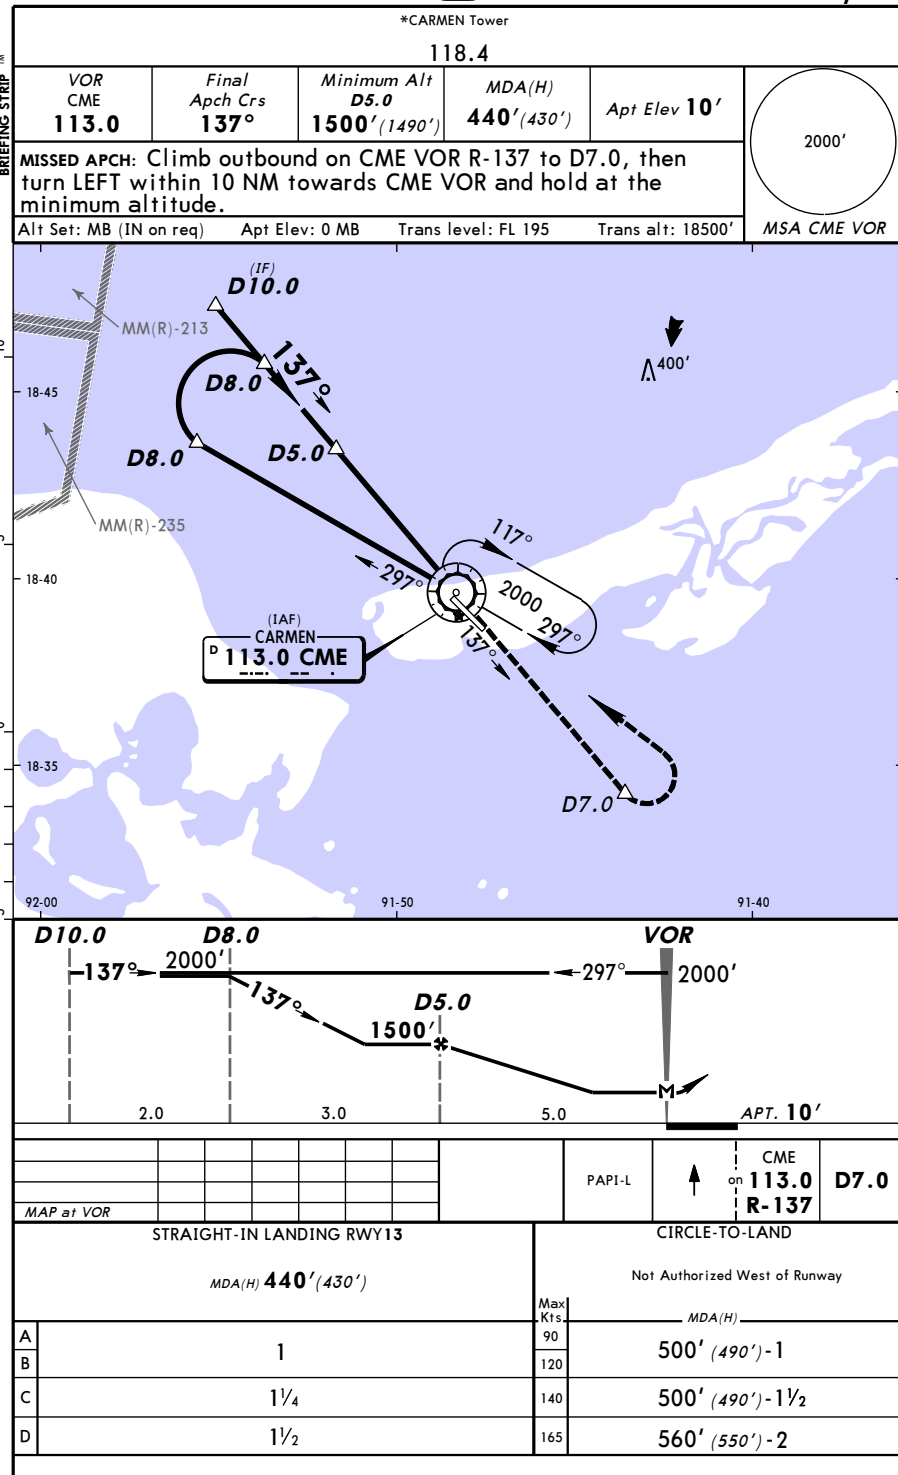 *CARMEN Tower
118.4
BRIEFING STRIP TM
VOR
CME
113.0
Final
Apch Crs
137°
Minimum Alt
D5.0
1500' (1490')
MDA(H)
440' (430')
Apt Elev 10'
2000'
MSA CME VOR
MISSED APCH: Climb outbound on CME VOR R-137 to D7.0, then
turn LEFT within 10 NM towards CME VOR and hold at the
minimum altitude.
Alt Set: MB (IN on req) Apt Elev: 0 MB Trans level: FL 195 Trans alt: 18500'
(IF)
D10.0
MM(R)-213
137°
400'
D8.0
18-45
D8.0
D5.0
MM(R)-235
117°
18-40
297°
2000
297°
(IAF)
CARMEN
D 113.0 CME
137°
18-35
D7.0
92-00
91-50
91-40
D10.0
D8.0
VOR
137°
2000'
297°
2000'
137°
D5.0
1500'
M
2.0
3.0
5.0
APT. 10'
MAP at VOR
PAPI-L
on
CME
113.0
R-137
D7.0
STRAIGHT-IN LANDING RWY 13
MDA(H) 440' (430')
CIRCLE-TO-LAND
Not Authorized West of Runway
Max
Kts
MDA(H)
A
B
1
90
120
500' (490') - 1
C
1 1/4
140
500' (490') - 1 1/2
D
1 1/2
165
560' (550') - 2